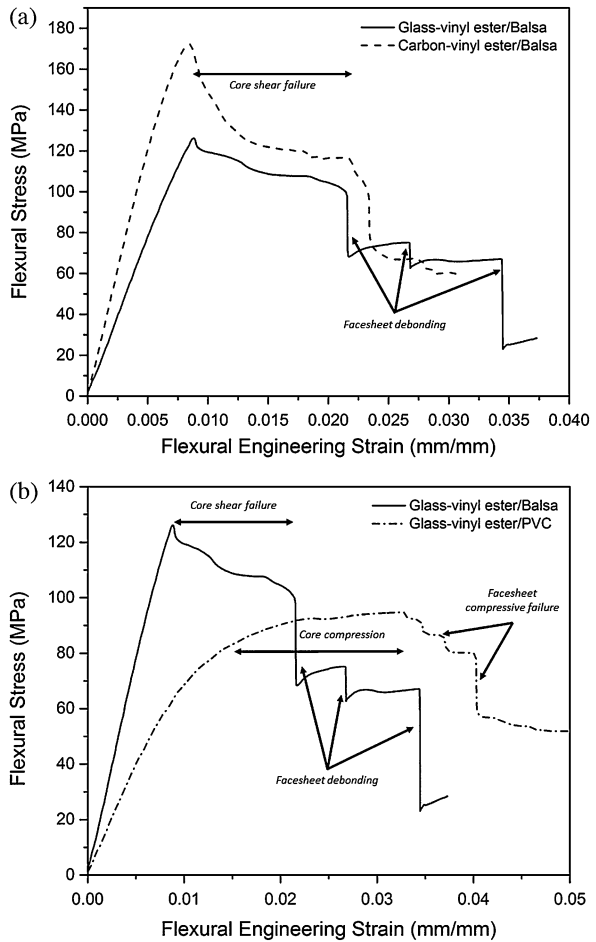 (a)
Glass-vinyl ester/Balsa
Carbon-vinyl ester/Balsa
Core shear failure
Facesheet debonding
Flexural Stress (MPa)
180
160
140
120
100
80
60
40
20
0
0.000 0.005 0.010 0.015 0.020 0.025 0.030 0.035 0.040
Flexural Engineering Strain (mm/mm)
(b)
Glass-vinyl ester/Balsa
Glass-vinyl ester/PVC
Core shear failure
Facesheet
compressive failure
Core compression
Facesheet debonding
Flexural Stress (MPa)
140
120
100
80
60
40
20
0
0.00 0.01 0.02 0.03 0.04 0.05
Flexural Engineering Strain (mm/mm)